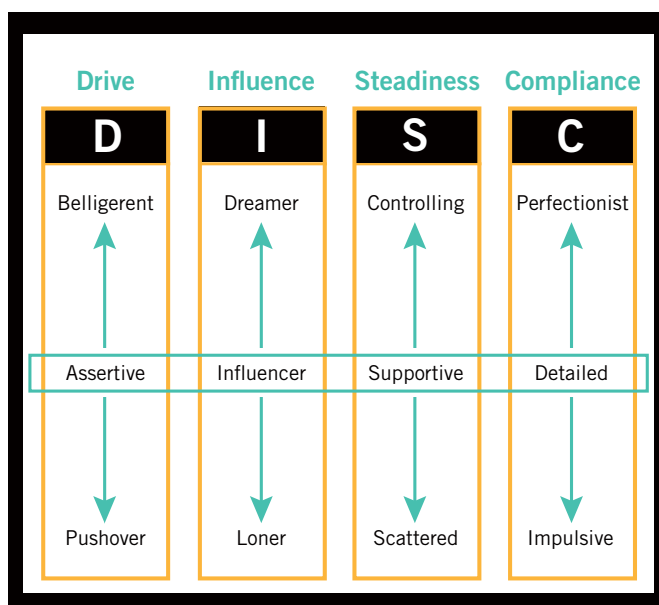 Drive Influence Steadiness Compliance
D I S C
Belligerent Dreamer Controlling Perfectionist
Assertive Influencer Supportive Detailed
Pushover Loner Scattered Impulsive